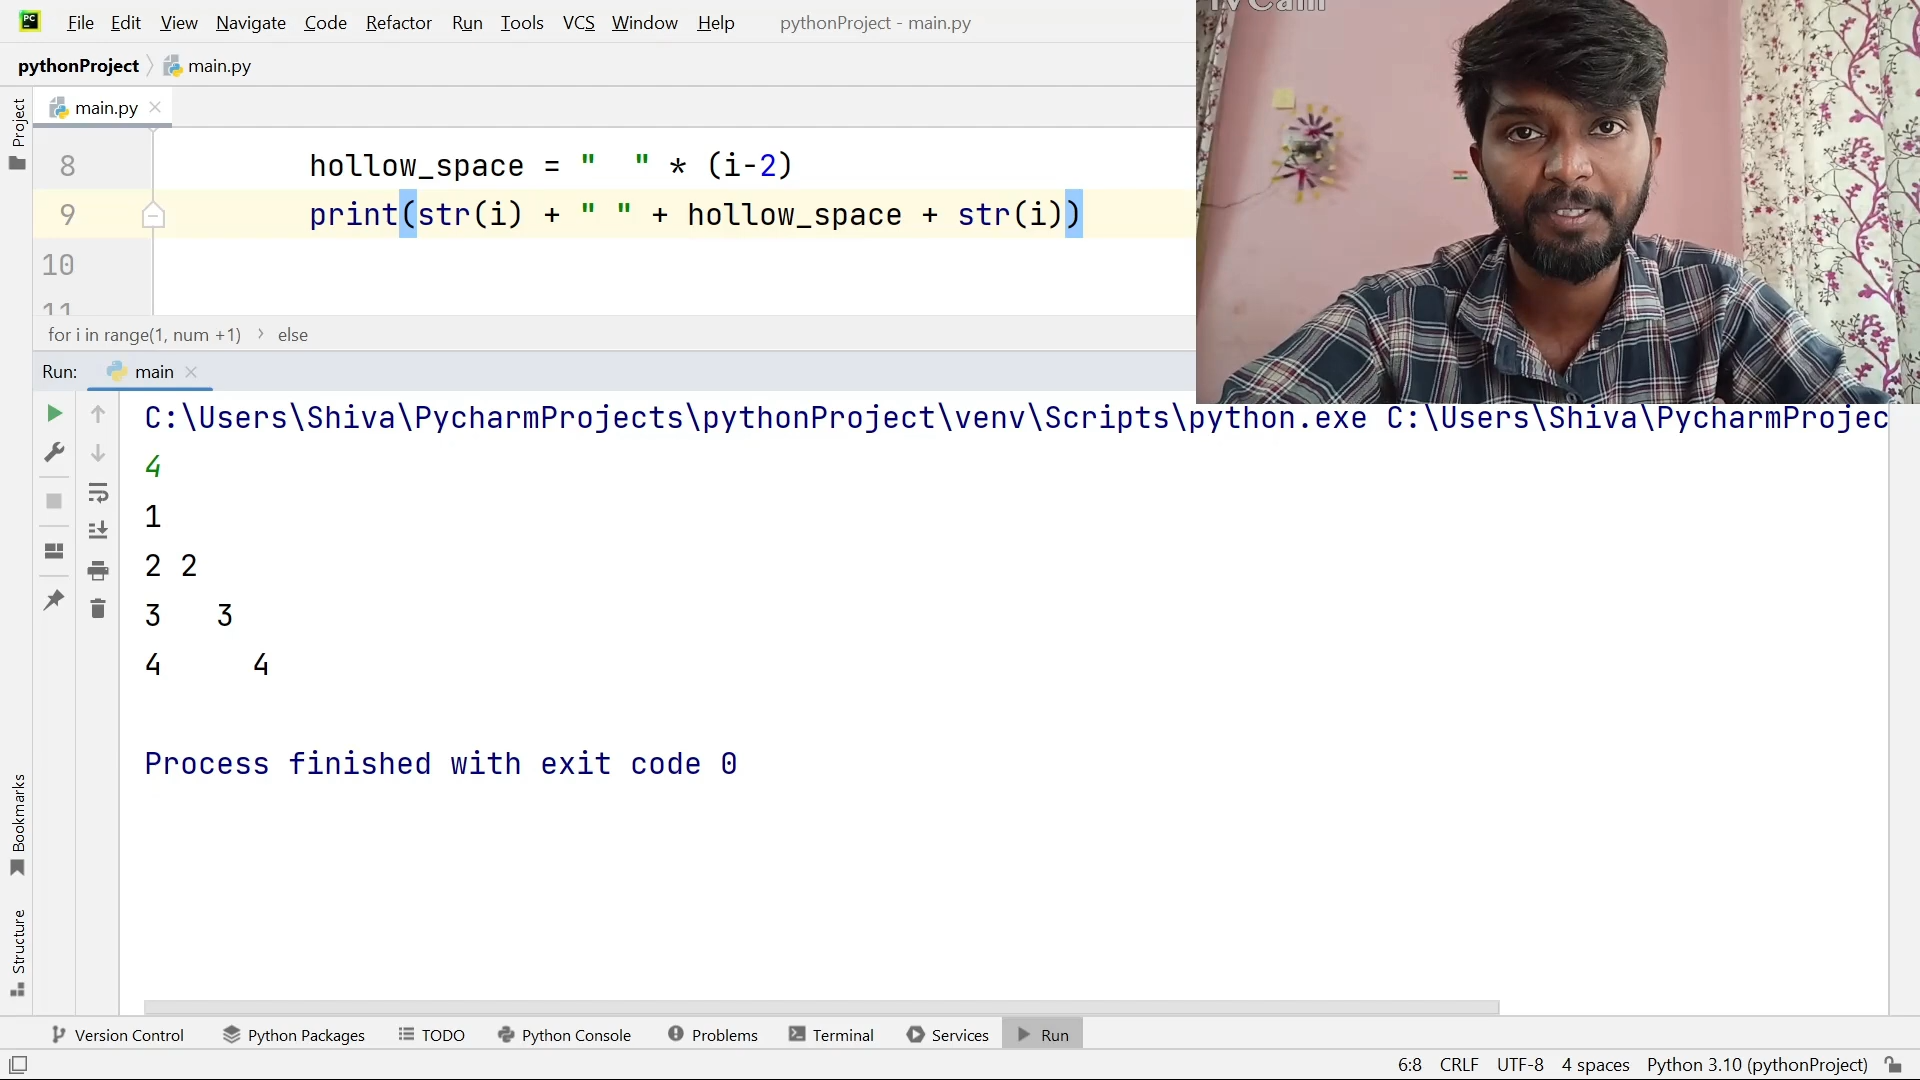 PC File Edit View Navigate Code Refactor Run Tools VCS Window Help pythonProject - main.py
pythonProject main.py
main.py
Project
8 hollow_space = "  " * (i-2)
9 print(str(i) + " " + hollow_space + str(i))
10
11
for i in range(1, num +1) > else
Run: main
C:\Users\Shiva\PycharmProjects\pythonProject\venv\Scripts\python.exe C:\Users\Shiva\PycharmProjec
4
1
2 2
3   3
4     4
Process finished with exit code 0
Bookmarks
Structure
Version Control Python Packages TODO Python Console Problems Terminal Services Run
6:8 CRLF UTF-8 4 spaces Python 3.10 (pythonProject)